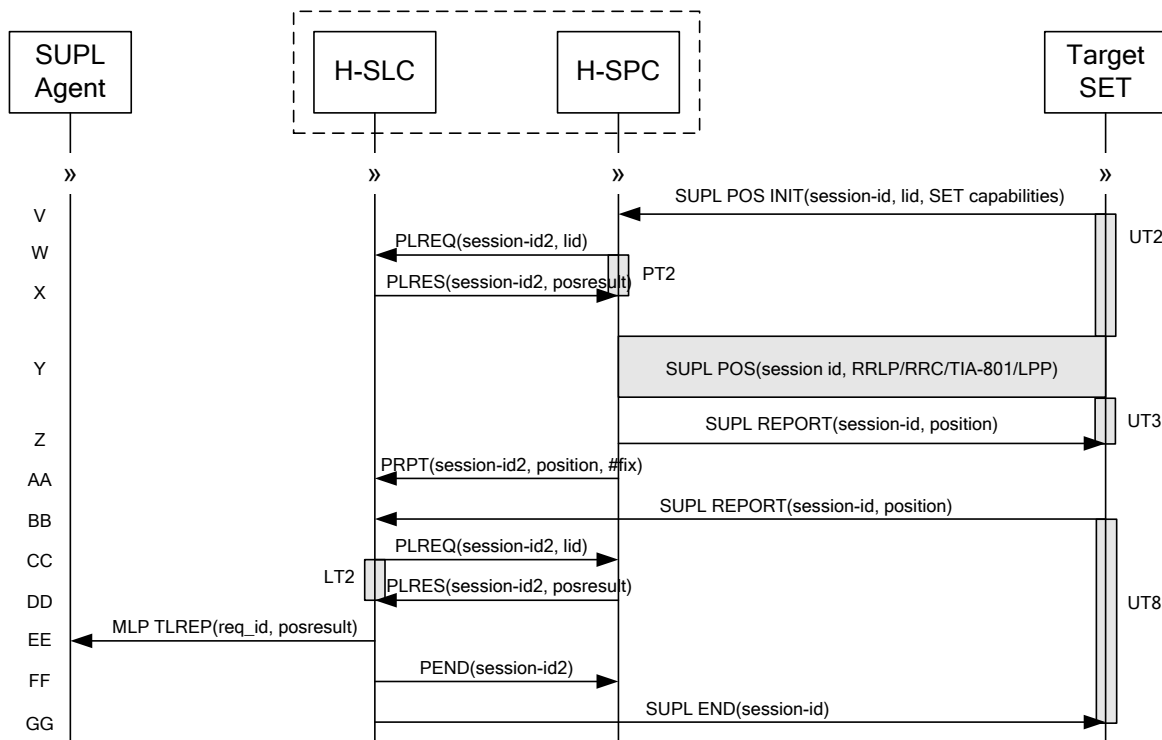 SUPL
Agent
H-SLC
H-SPC
Target
SET
» » » »
V
SUPL POS INIT(session-id, lid, SET capabilities)
UT2
W
PLREQ(session-id2, lid)
PT2
X
PLRES(session-id2, posresult)
Y
SUPL POS(session id, RRLP/RRC/TIA-801/LPP)
UT3
Z
SUPL REPORT(session-id, position)
AA
PRPT(session-id2, position, #fix)
BB
SUPL REPORT(session-id, position)
CC
PLREQ(session-id2, lid)
LT2
DD
PLRES(session-id2, posresult)
UT8
EE
MLP TLREP(req_id, posresult)
FF
PEND(session-id2)
GG
SUPL END(session-id)